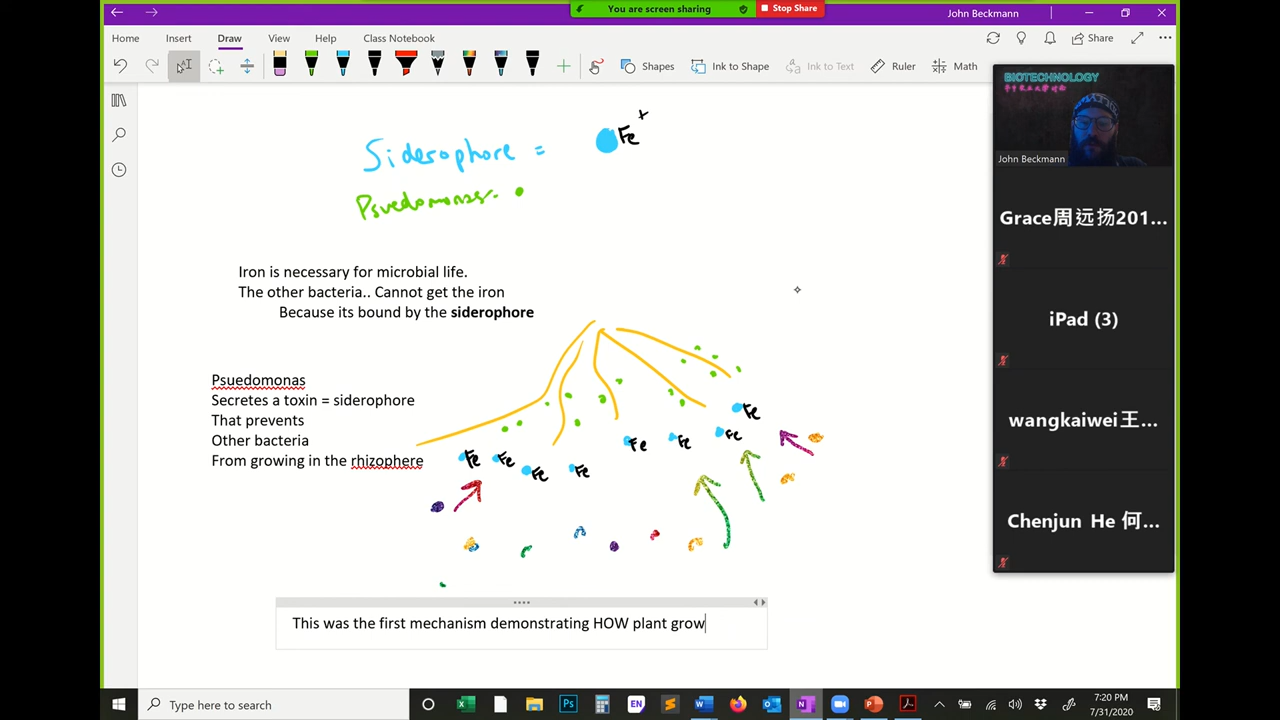 You are screen sharing
Stop Share
John Beckmann
Home Insert Draw View Help Class Notebook
Share
Shapes Ink to Shape Ink to Text Ruler Math
BIOTECHNOLOGY
John Beckmann
Grace周远扬201...
iPad (3)
wangkaiwei王...
Chenjun He 何...
Siderophore = Fe+
Psuedomonas-
Iron is necessary for microbial life.
The other bacteria.. Cannot get the iron
Because its bound by the siderophore
Psuedomonas
Secretes a toxin = siderophore
That prevents
Other bacteria
From growing in the rhizophere
Fe
Fe
Fe
Fe
Fe
Fe
Fe
Fe
This was the first mechanism demonstrating HOW plant grow
Type here to search
EN
7:20 PM
7/31/2020